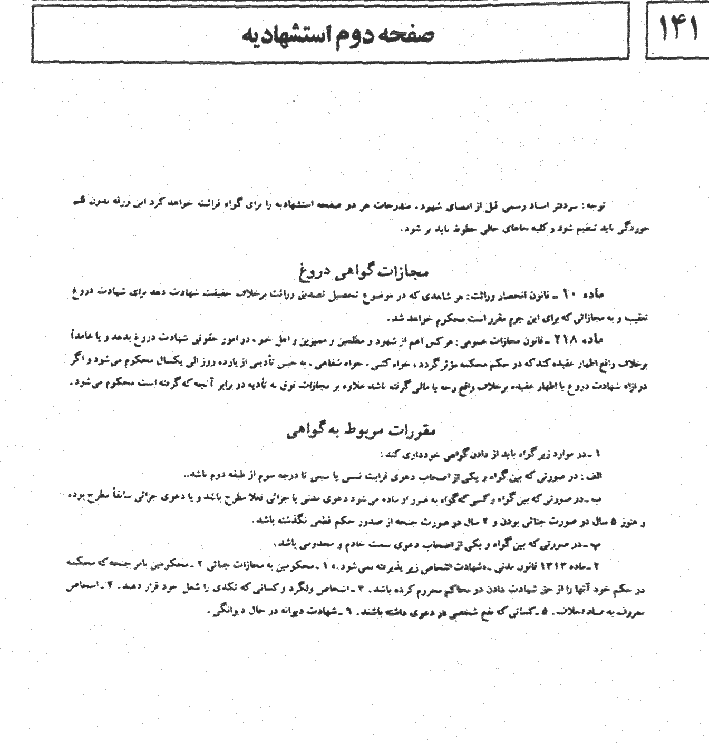 ۱۴۱
صفحه دوم استشهادیه
توجه: سردفتر اسناد رسمی قبل از امضای شهود، مندرجات هر دو صفحه استشهادیه را برای گواه قرائت خواهد کرد این ورقه بدون قلم
خوردگی باید تنظیم شود و کلیه جاهای خالی خطوط باید پر شود.
مجازات گواهی دروغ
ماده ۱۰ ـ قانون انحصار وراثت: هر شاهدی که در موضوع تحصیل تصدیق وراثت برخلاف حقیقت شهادت دهد برای شهادت دروغ
تعقیب و به مجازاتی که برای این جرم مقرر است محکوم خواهد شد.
ماده ۲۱۸ ـ قانون مجازات عمومی: هرکس اعم از شهود و مطلعین و ممیزین و اهل خبره در امور حقوقی شهادت دروغ بدهد و یا عامداً
برخلاف واقع اظهار عقیده کند که در حکم محکمه مؤثر گردد، خواه کتبی، خواه شفاهی، به حبس تأدیبی از یازده روز الی یکسال محکوم می‌شود و اگر
در ازاء شهادت دروغ یا اظهار عقیده برخلاف واقع وجه یا مالی گرفته باشد علاوه بر مجازات فوق به تأدیه دو برابر آنچه که گرفته است محکوم می‌شود.
مقررات مربوط به گواهی
۱ ـ در موارد زیر گواه باید از دادن گواهی خودداری کند:
الف: در صورتی که بین گواه و یکی از اصحاب دعوی قرابت نسبی یا سببی تا درجه سوم از طبقه دوم باشد..
ب ـ در صورتی که بین گواه و کسی که گواه به ضرر او داده می‌شود دعوی مدنی یا جزائی فعلا مطرح باشد و یا دعوی جزائی سابقاً مطرح بوده
و هنوز ۵ سال در صورت جنائی بودن و ۲ سال در صورت جنحه از صدور حکم قطعی نگذشته باشد.
پ ـ در صورتی که بین گواه و یکی از اصحاب دعوی سمت خادم و مخدومی باشد.
۲ ـ ماده ۱۳۱۳ قانون مدنی ـ «شهادت اشخاص زیر پذیرفته نمی‌شود.» ۱ ـ محکومین به مجازات جنائی ۲ ـ محکومین بامر جنحه که محکمه
در حکم خود آنها را از حق شهادت دادن در محاکم محروم کرده باشد. ۳ ـ اشخاص ولگرد و کسانی که تکدی را شغل خود قرار دهند. ۴ ـ اشخاص
معروف به فساد اخلاق. ۵ ـ کسانی که نفع شخصی در دعوی داشته باشند. ۶ ـ شهادت دیوانه در حال دیوانگی.